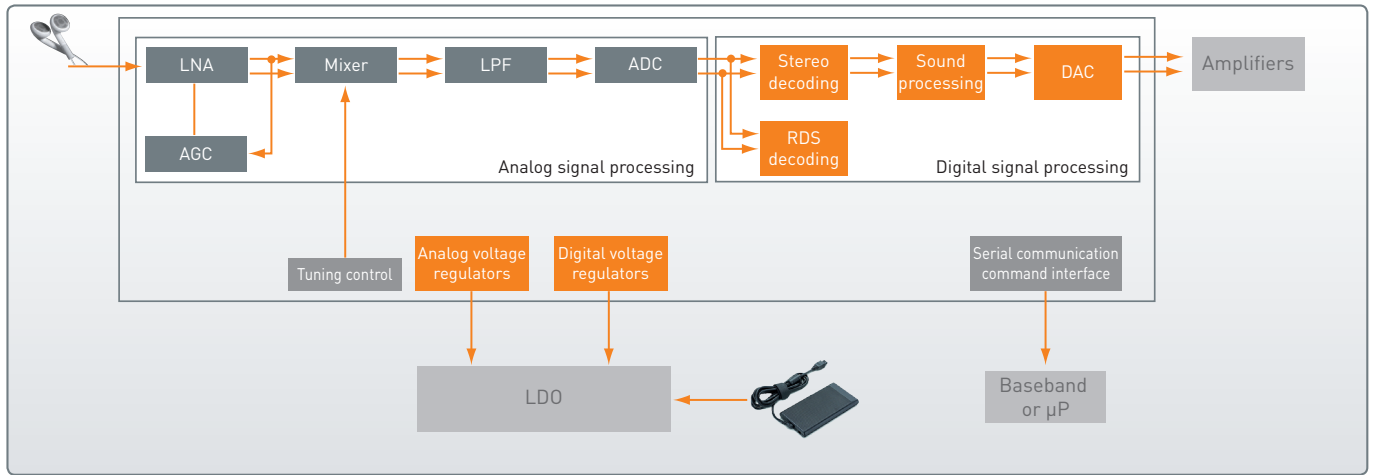 LNA
Mixer
LPF
ADC
Stereo
decoding
Sound
processing
DAC
Amplifiers
AGC
RDS
decoding
Analog signal processing
Digital signal processing
Tuning control
Analog voltage
regulators
Digital voltage
regulators
Serial communication
command interface
LDO
Baseband
or µP